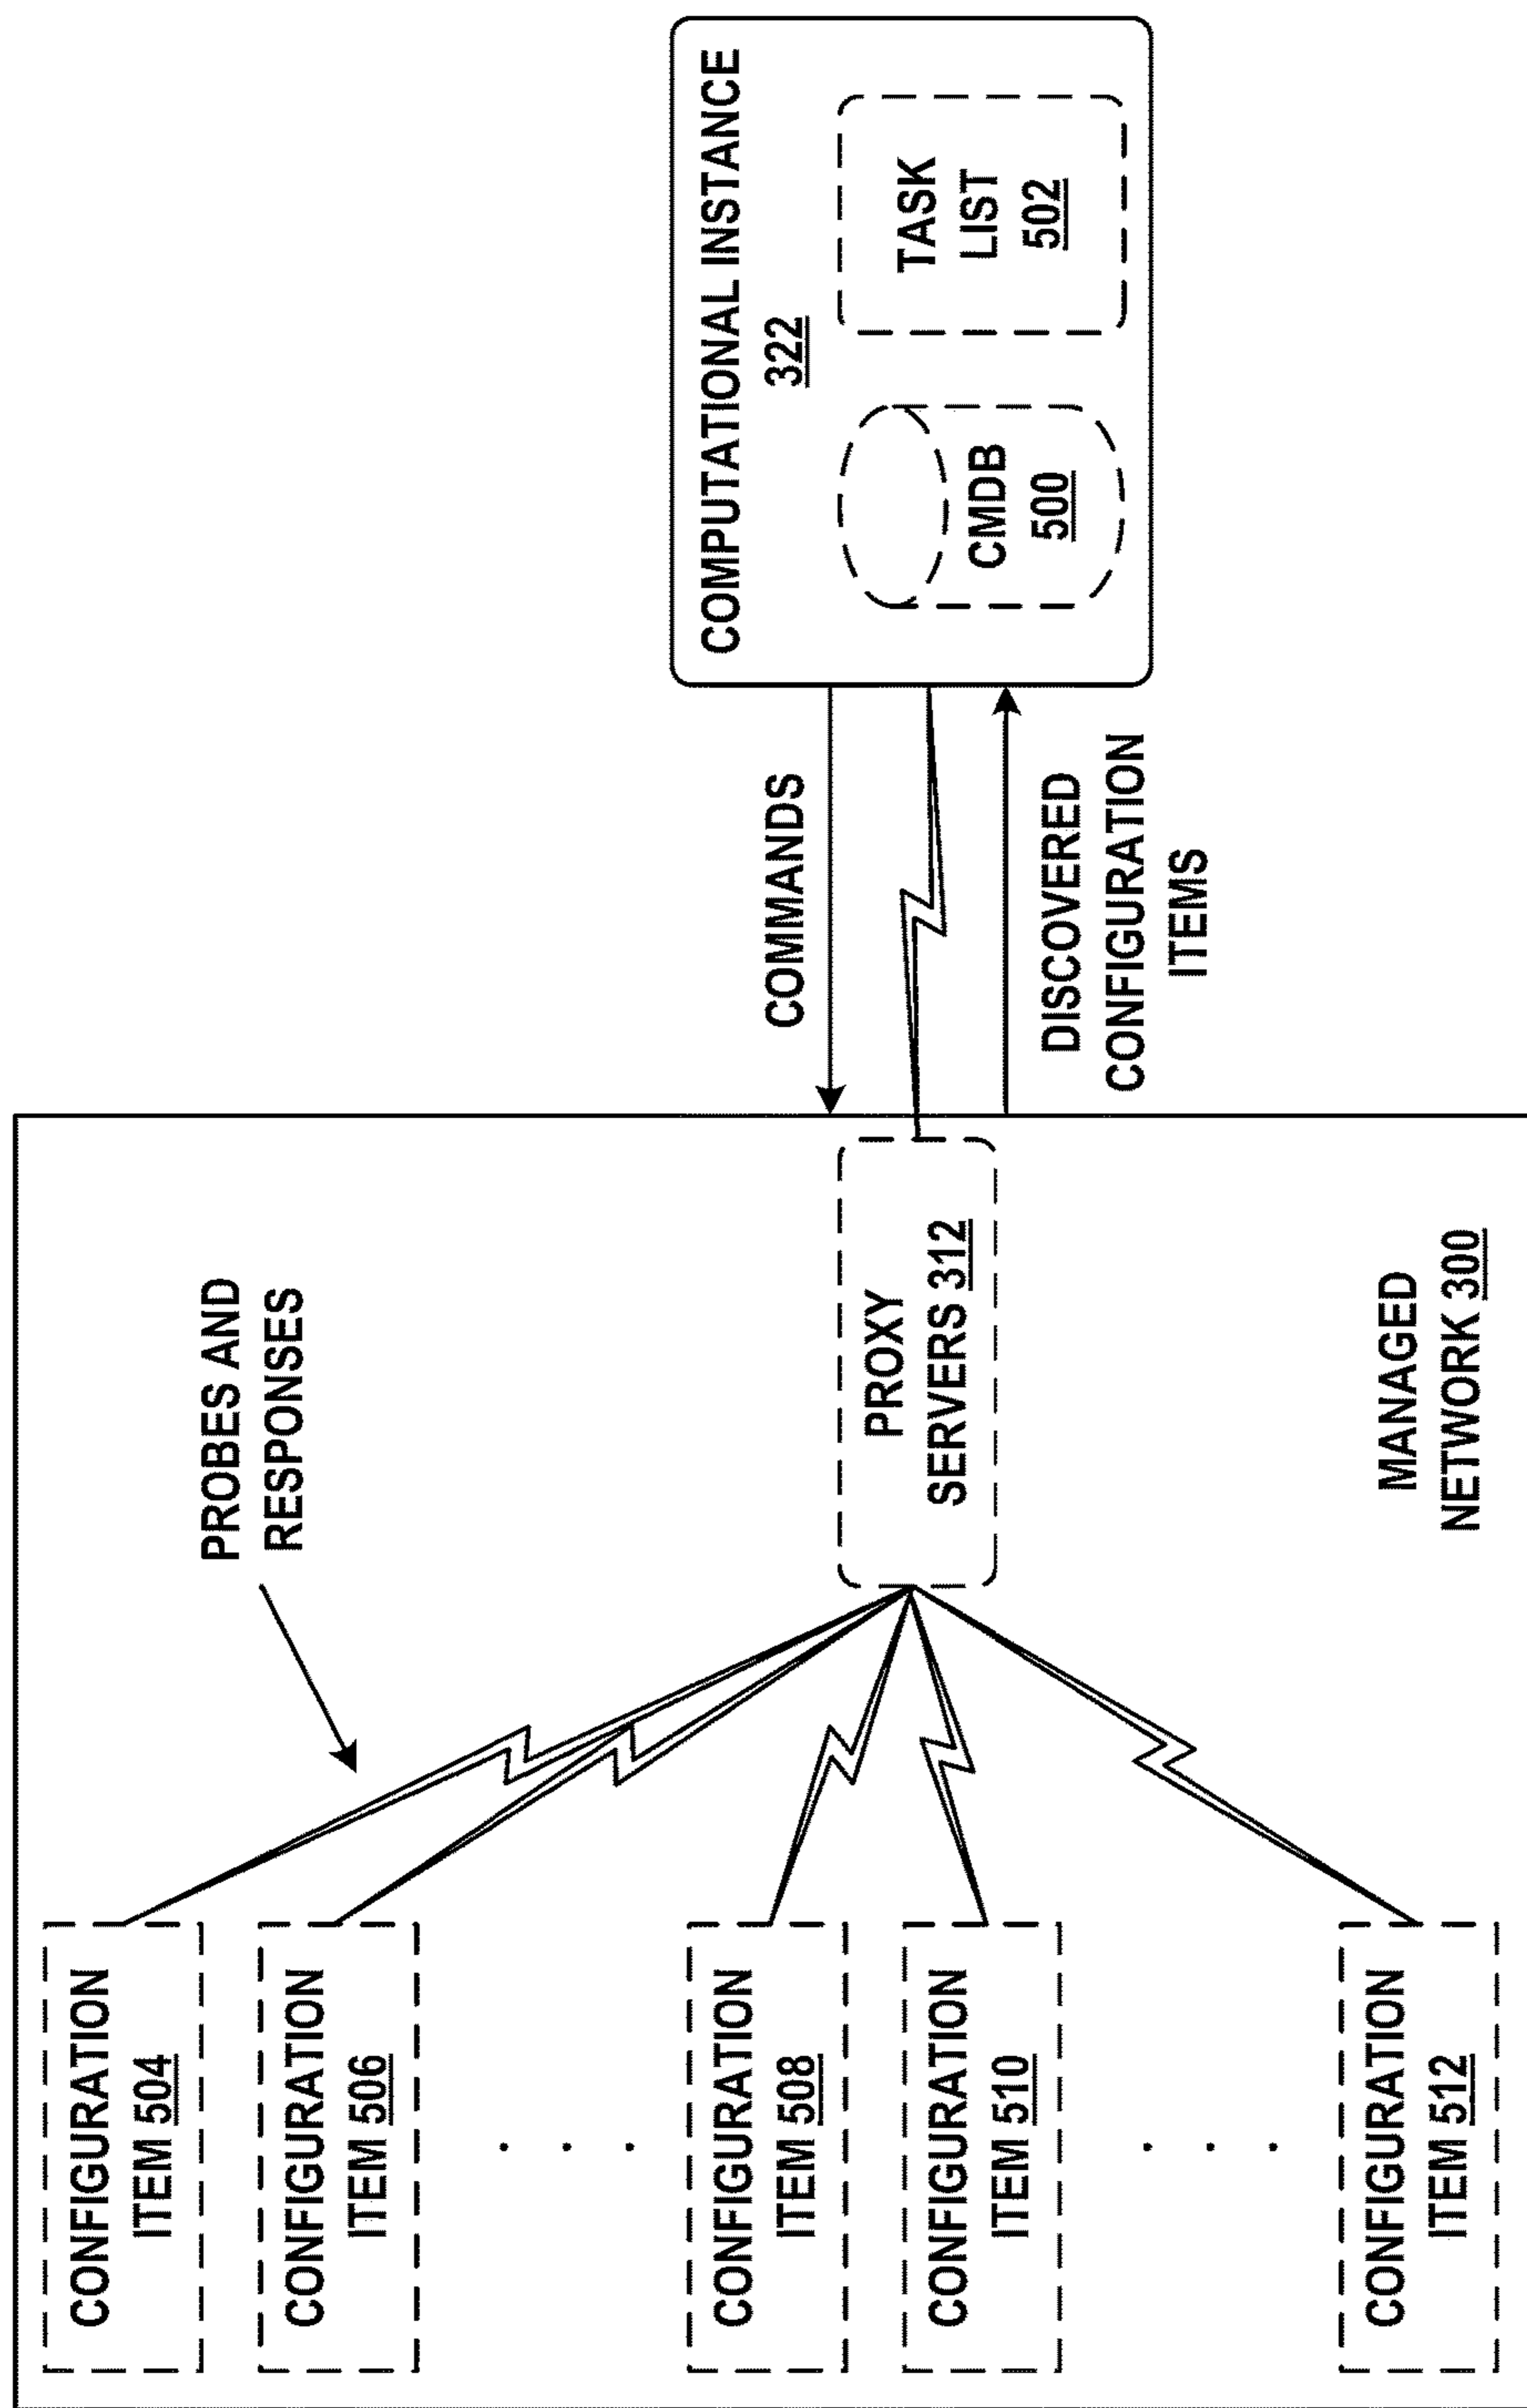 COMPUTATIONAL INSTANCE
322
CMDB
500
TASK
LIST
502
COMMANDS
DISCOVERED
CONFIGURATION
ITEMS
PROBES AND
RESPONSES
PROXY
SERVERS 312
MANAGED
NETWORK 300
CONFIGURATION
ITEM 504
CONFIGURATION
ITEM 506
CONFIGURATION
ITEM 508
CONFIGURATION
ITEM 510
CONFIGURATION
ITEM 512